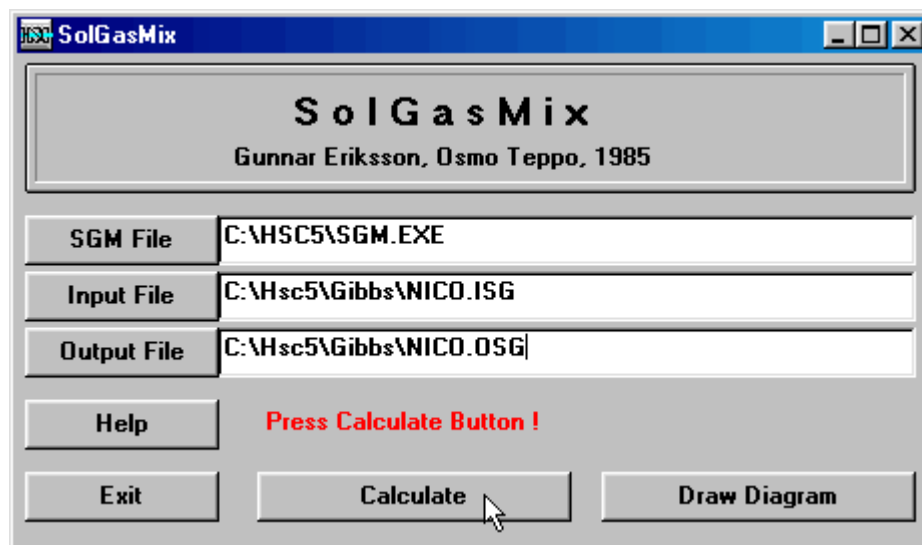 HSC SolGasMix
SolGasMix
Gunnar Eriksson, Osmo Teppo, 1985
SGM File C:\HSC5\SGM.EXE
Input File C:\Hsc5\Gibbs\NICO.ISG
Output File C:\Hsc5\Gibbs\NICO.OSG
Help Press Calculate Button !
Exit Calculate Draw Diagram